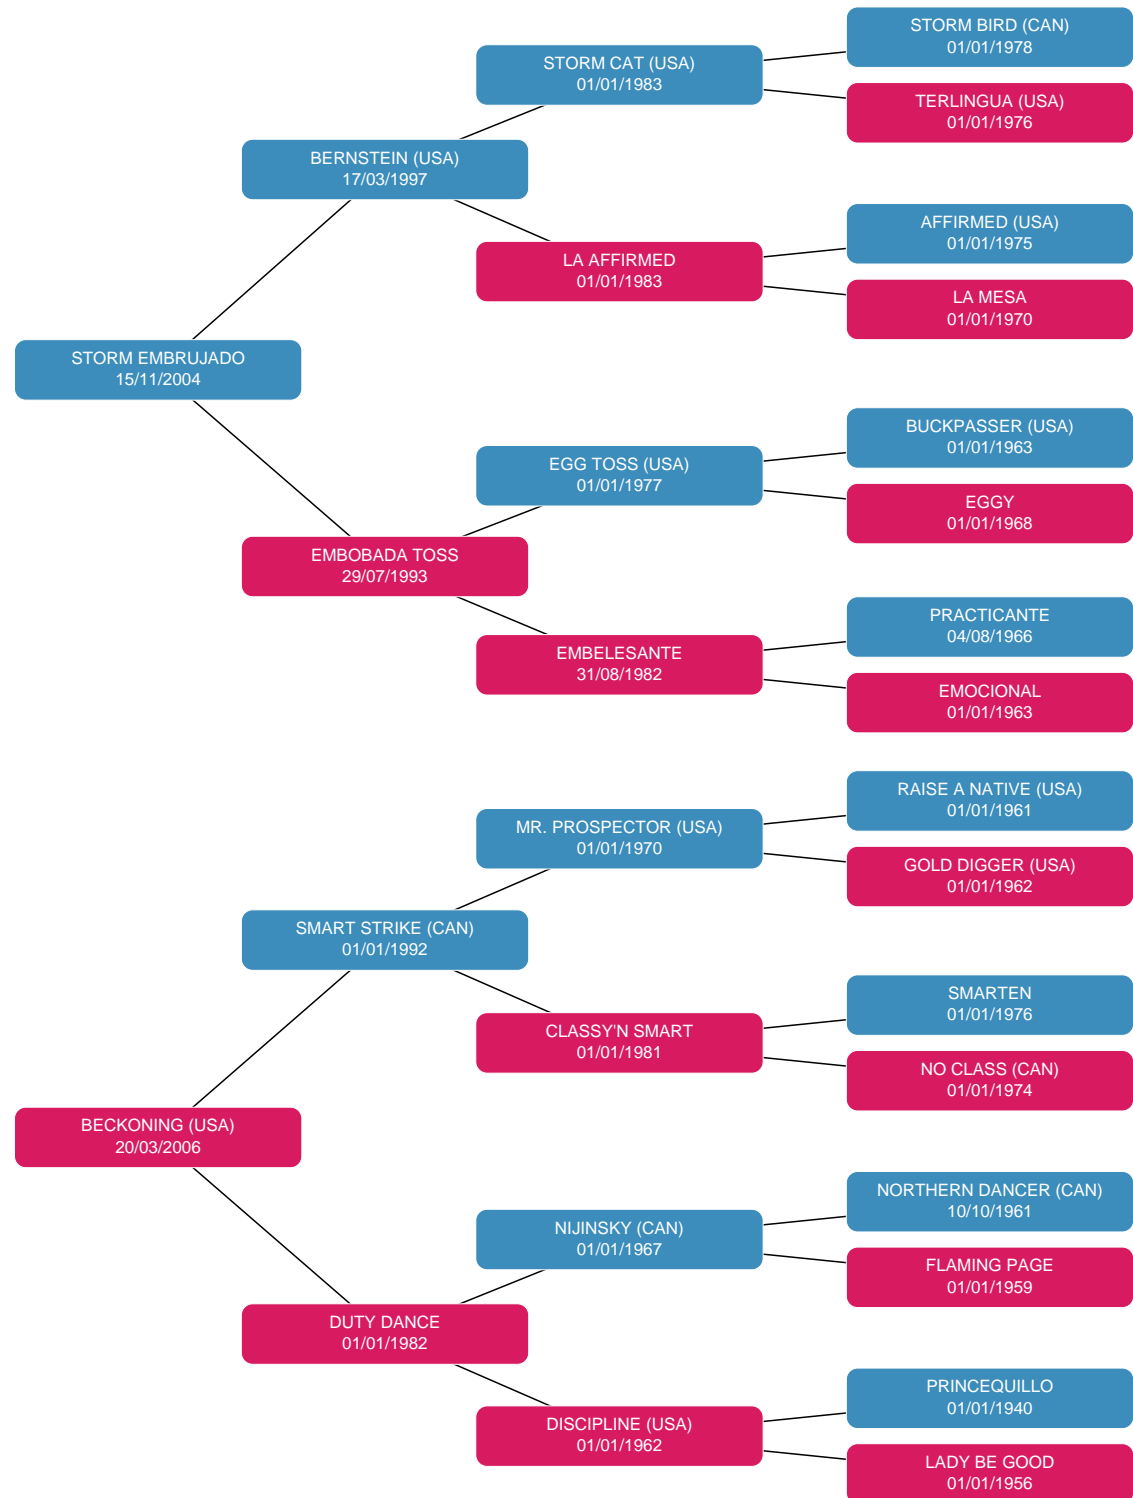 STORM BIRD (CAN)
01/01/1978
STORM CAT (USA)
01/01/1983
TERLINGUA (USA)
01/01/1976
BERNSTEIN (USA)
17/03/1997
AFFIRMED (USA)
01/01/1975
LA AFFIRMED
01/01/1983
LA MESA
01/01/1970
STORM EMBRUJADO
15/11/2004
BUCKPASSER (USA)
01/01/1963
EGG TOSS (USA)
01/01/1977
EGGY
01/01/1968
EMBOBADA TOSS
29/07/1993
PRACTICANTE
04/08/1966
EMBELESANTE
31/08/1982
EMOCIONAL
01/01/1963
RAISE A NATIVE (USA)
01/01/1961
MR. PROSPECTOR (USA)
01/01/1970
GOLD DIGGER (USA)
01/01/1962
SMART STRIKE (CAN)
01/01/1992
SMARTEN
01/01/1976
CLASSY'N SMART
01/01/1981
NO CLASS (CAN)
01/01/1974
BECKONING (USA)
20/03/2006
NORTHERN DANCER (CAN)
10/10/1961
NIJINSKY (CAN)
01/01/1967
FLAMING PAGE
01/01/1959
DUTY DANCE
01/01/1982
PRINCEQUILLO
01/01/1940
DISCIPLINE (USA)
01/01/1962
LADY BE GOOD
01/01/1956